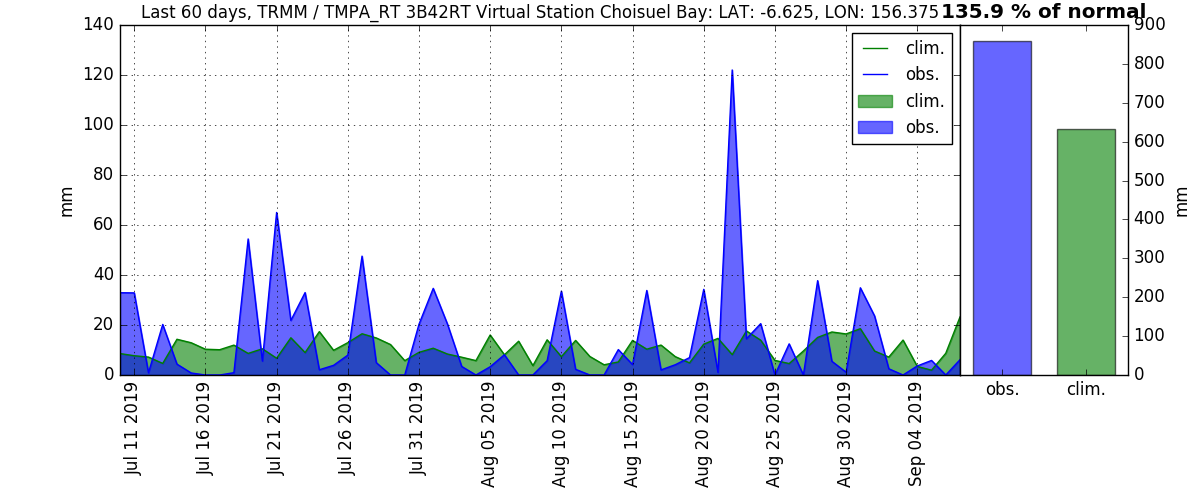 Last 60 days, TRMM / TMPA_RT 3B42RT Virtual Station Choisuel Bay: LAT: -6.625, LON: 156.375
135.9 % of normal
140
120
100
80
60
40
20
0
mm
clim.
obs.
clim.
obs.
Jul 11 2019
Jul 16 2019
Jul 21 2019
Jul 26 2019
Jul 31 2019
Aug 05 2019
Aug 10 2019
Aug 15 2019
Aug 20 2019
Aug 25 2019
Aug 30 2019
Sep 04 2019
900
800
700
600
500
400
300
200
100
0
mm
obs.
clim.